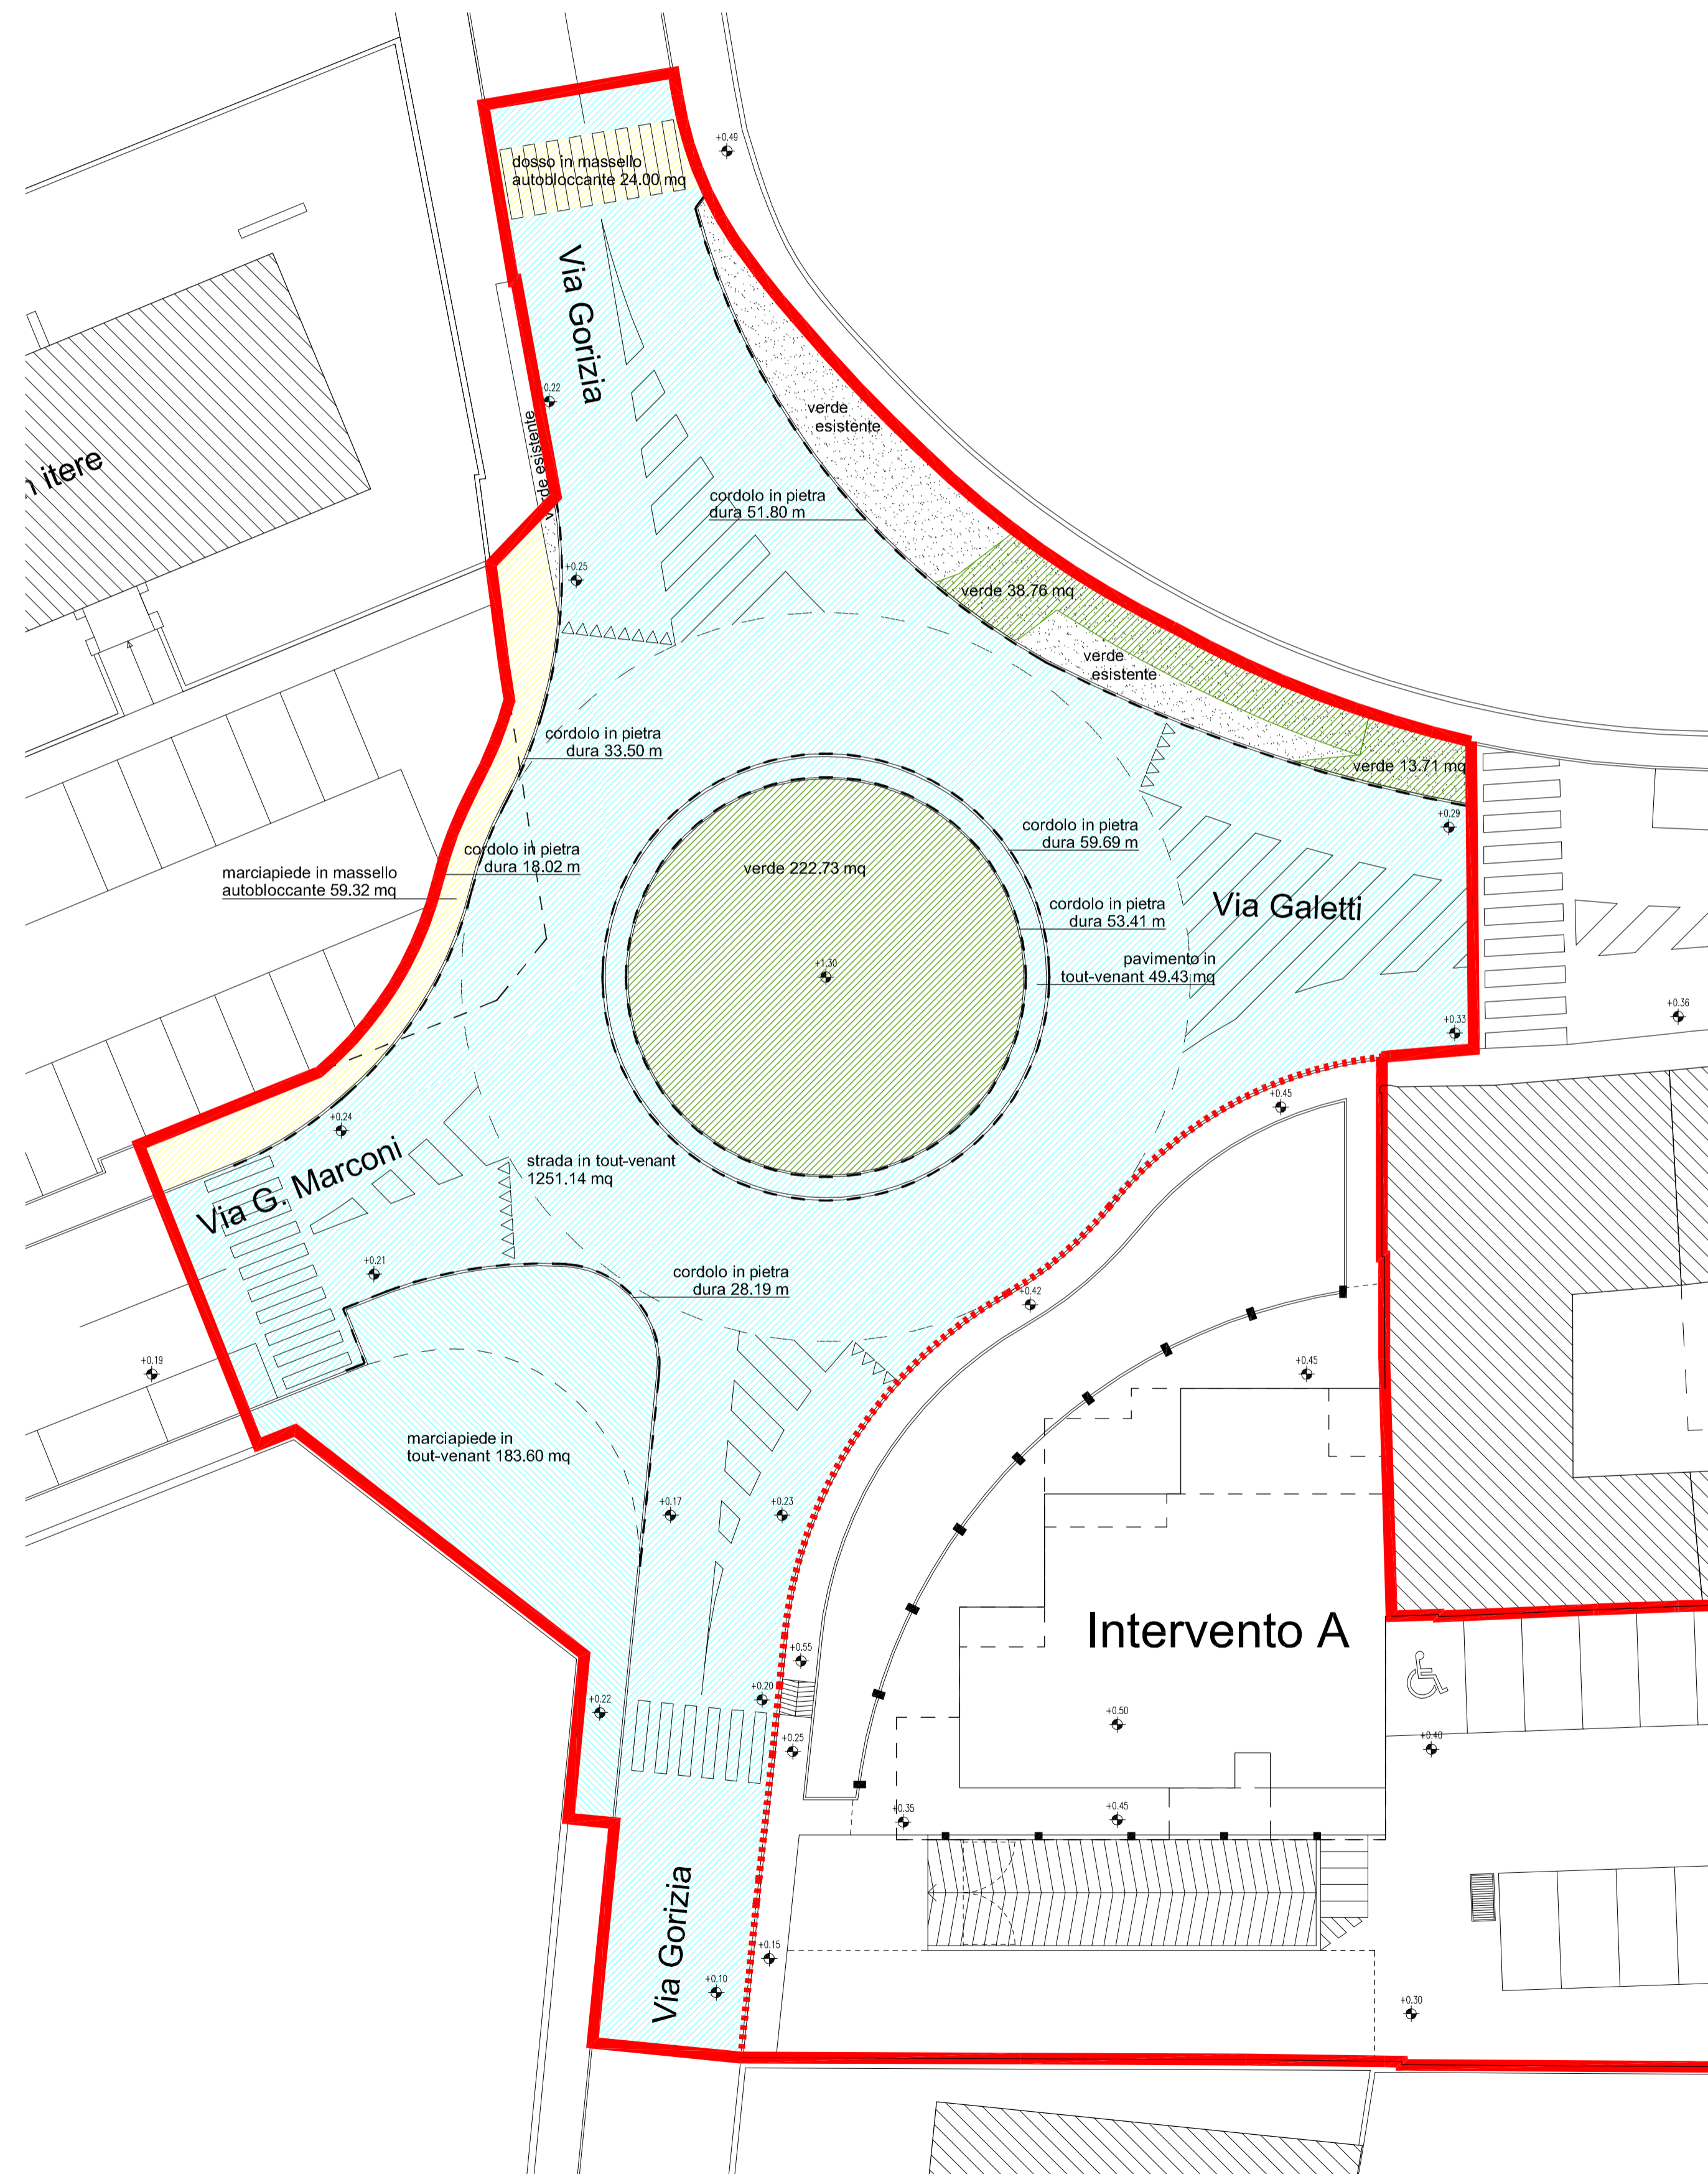 +0.49
dosso in massello
autobloccante 24.00 mq
Via Gorizia
+0.22
verde
esistente
verde esistente
itere
cordolo in pietra
dura 51.80 m
+0.25
verde 38.76 mq
verde
esistente
cordolo in pietra
dura 33.50 m
verde 13.71 mq
+0.29
cordolo in pietra
dura 59.69 m
cordolo in pietra
dura 18.02 m
marciapiede in massello
autobloccante 59.32 mq
verde 222.73 mq
Via Galetti
cordolo in pietra
dura 53.41 m
pavimento in
tout-venant 49.43 mq
+1.30
+0.36
+0.33
+0.45
+0.24
Via G. Marconi
strada in tout-venant
1251.14 mq
+0.21
cordolo in pietra
dura 28.19 m
+0.42
+0.19
+0.45
marciapiede in
tout-venant 183.60 mq
+0.17
+0.23
Intervento A
+0.55
+0.20
+0.22
+0.25
+0.50
+0.40
+0.35
+0.45
Via Gorizia
+0.15
+0.10
+0.30